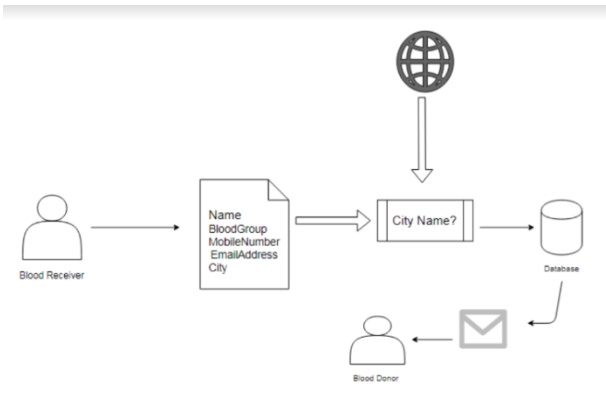 Name
BloodGroup
MobileNumber
EmailAddress
City
City Name?
Blood Receiver
Database
Blood Donor